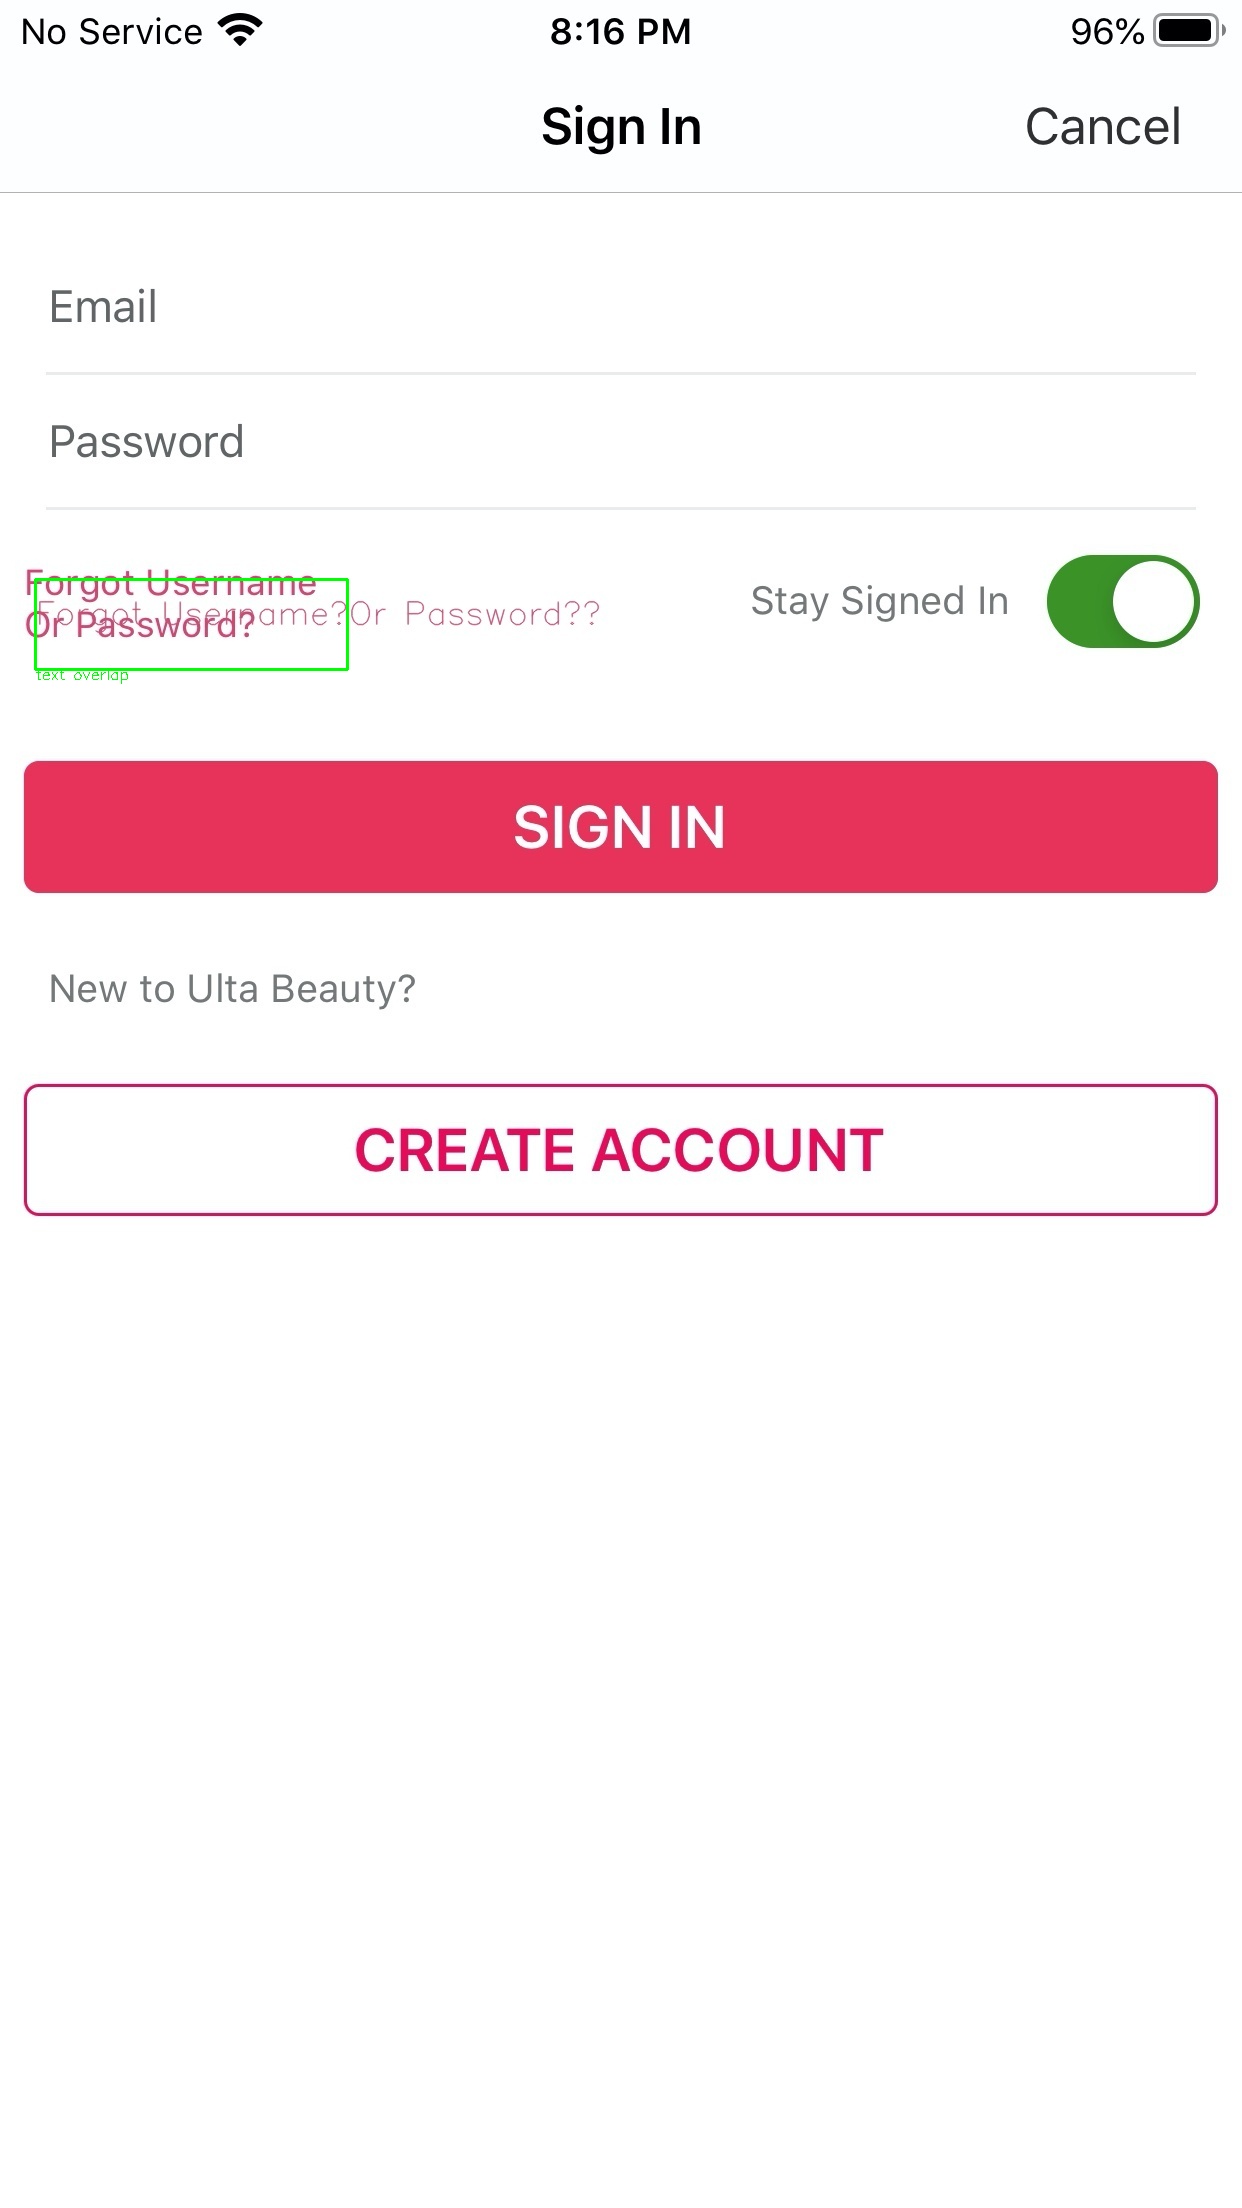 No Service 8:16 PM 96%
Sign In Cancel
Email
Password
Forgot Username
Or Password?
Forgot Username?Or Password??
Stay Signed In
text overlap
SIGN IN
New to Ulta Beauty?
CREATE ACCOUNT